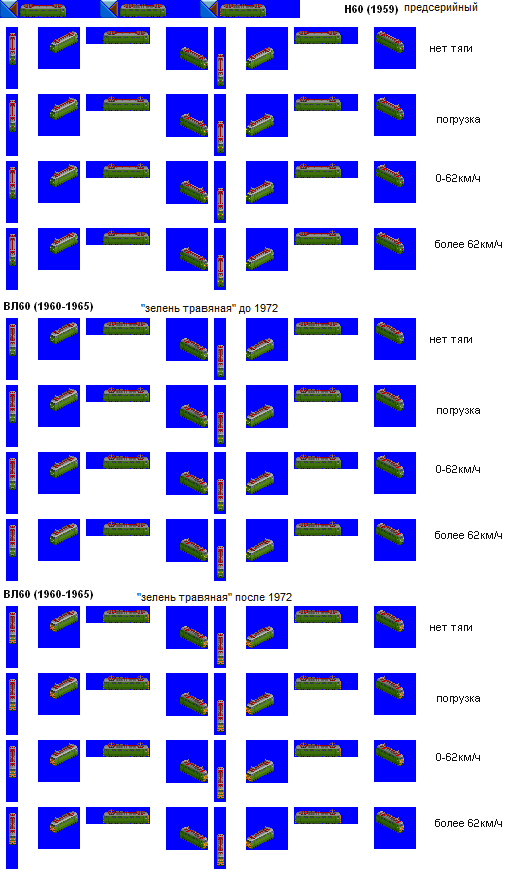 Н60 (1959) предсерийный
нет тяги
погрузка
0-62км/ч
более 62км/ч
ВЛ60 (1960-1965) "зелень травяная" до 1972
нет тяги
погрузка
0-62км/ч
более 62км/ч
ВЛ60 (1960-1965) "зелень травяная" после 1972
нет тяги
погрузка
0-62км/ч
более 62км/ч